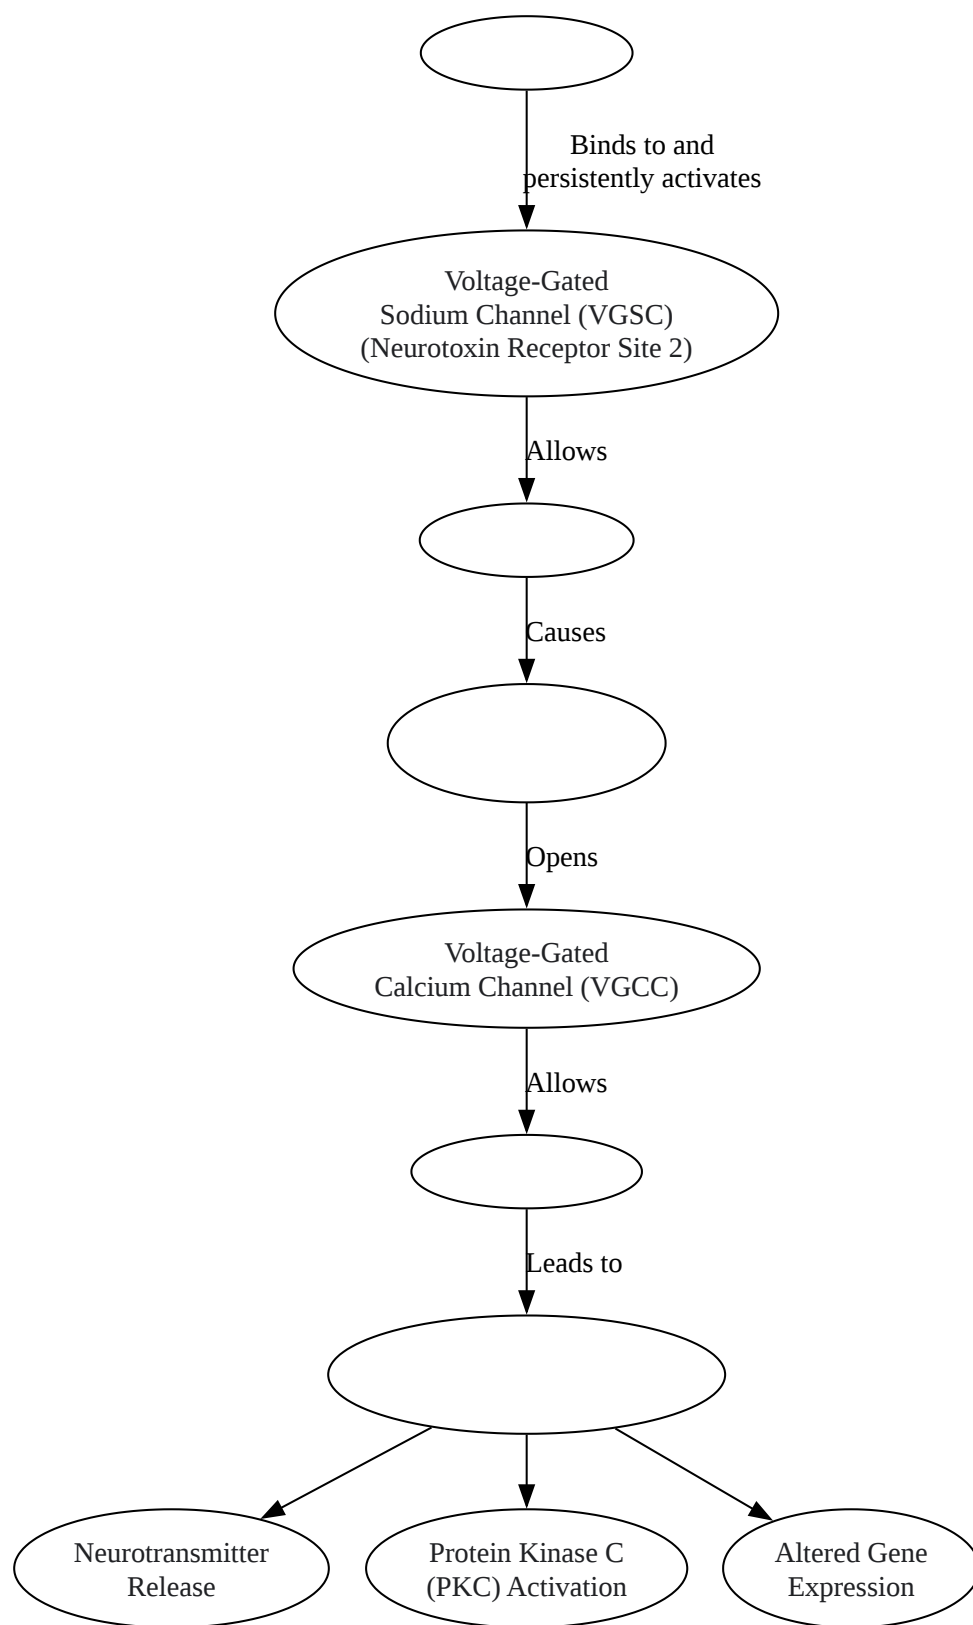 Binds to and
persistently activates
Voltage-Gated
Sodium Channel (VGSC)
(Neurotoxin Receptor Site 2)
Allows
Causes
Opens
Voltage-Gated
Calcium Channel (VGCC)
Allows
Leads to
Neurotransmitter
Release
Protein Kinase C
(PKC) Activation
Altered Gene
Expression